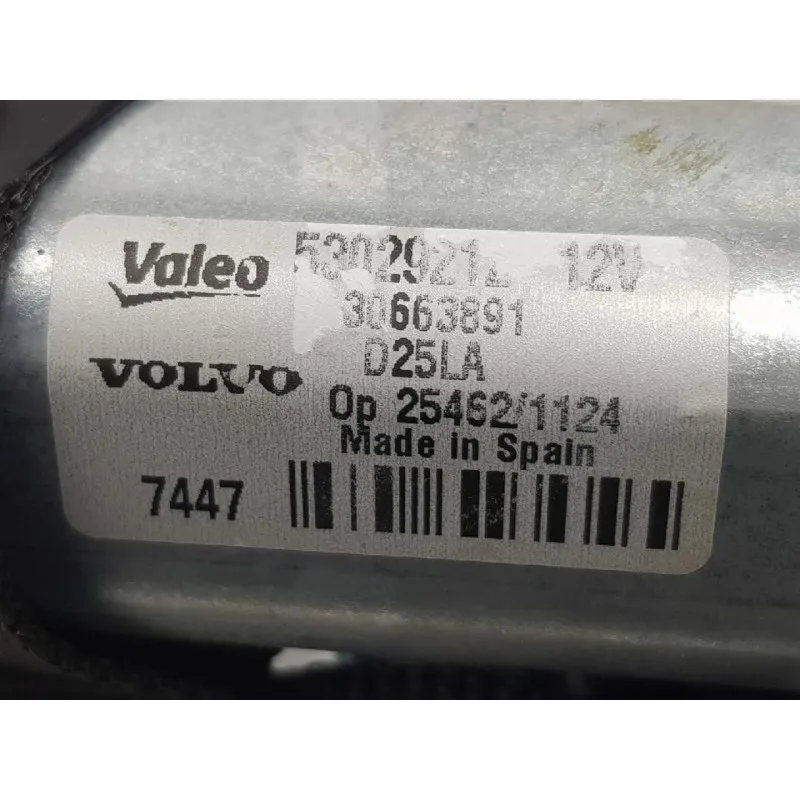 Valeo 53029212 12V
30663891
VOLVO D25LA
Op 25462/1124
Made in Spain
7447